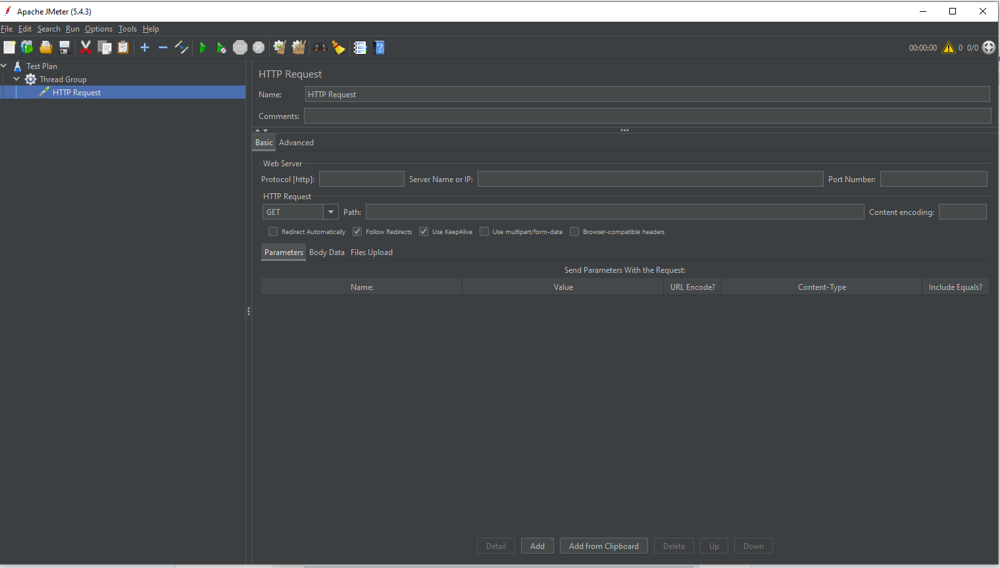 Apache JMeter (5.4.3)
File Edit Search Run Options Tools Help
STOP 00:00:00 0 0/0
Test Plan
Thread Group
HTTP Request
HTTP Request
Name: HTTP Request
Comments:
Basic Advanced
Web Server
Protocol [http]: Server Name or IP: Port Number:
HTTP Request
GET Path: Content encoding:
Redirect Automatically Follow Redirects Use KeepAlive Use multipart/form-data Browser-compatible headers
Parameters Body Data Files Upload
Send Parameters With the Request:
Name: Value URL Encode? Content-Type Include Equals?
Detail Add Add from Clipboard Delete Up Down